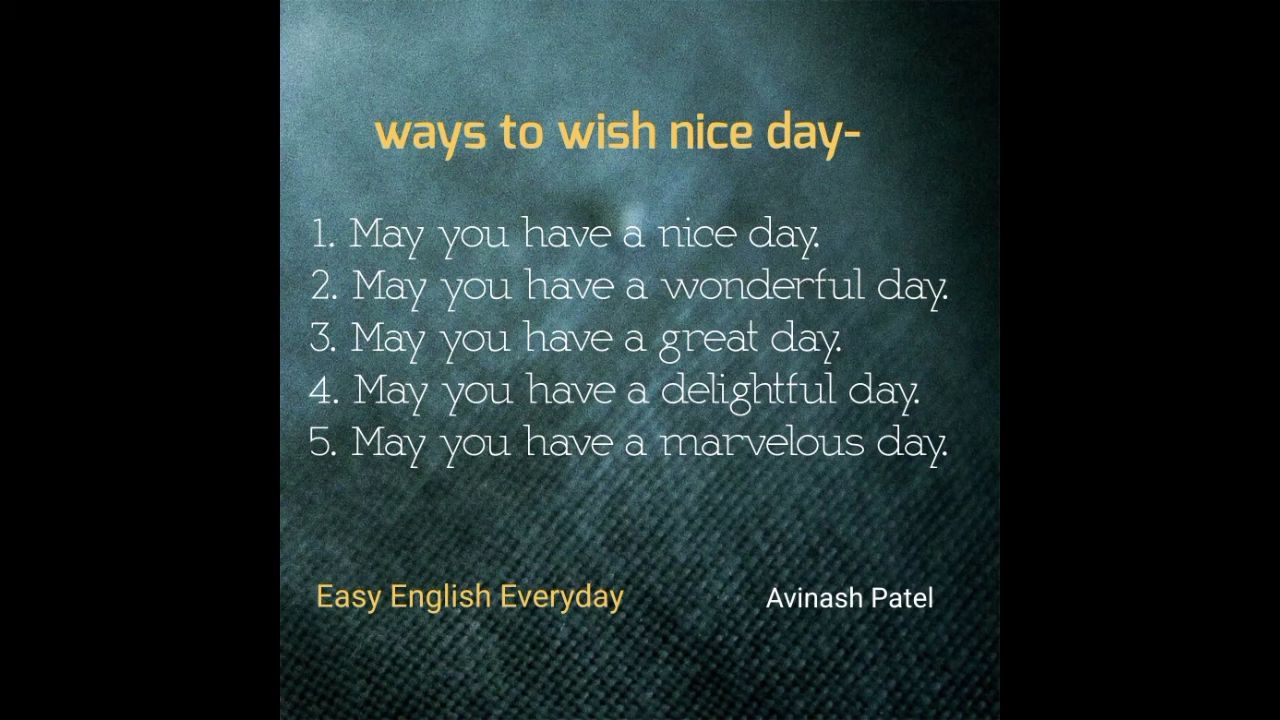 ways to wish nice day-
1. May you have a nice day.
2. May you have a wonderful day.
3. May you have a great day.
4. May you have a delightful day.
5. May you have a marvelous day.
Easy English Everyday
Avinash Patel